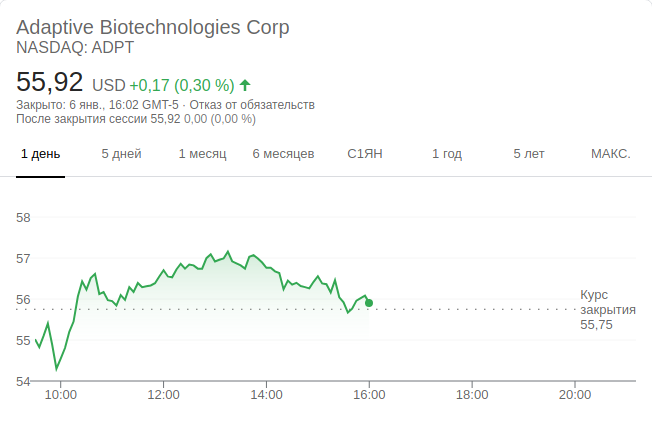 Adaptive Biotechnologies Corp
NASDAQ: ADPT
55,92 USD +0,17 (0,30 %)
Закрыто: 6 янв., 16:02 GMT-5 · Отказ от обязательств
После закрытия сессии 55,92 0,00 (0,00 %)
1 день 5 дней 1 месяц 6 месяцев С1ЯН 1 год 5 лет МАКС.
58
57
56
55
54
Курс
закрытия
55,75
10:00 12:00 14:00 16:00 18:00 20:00